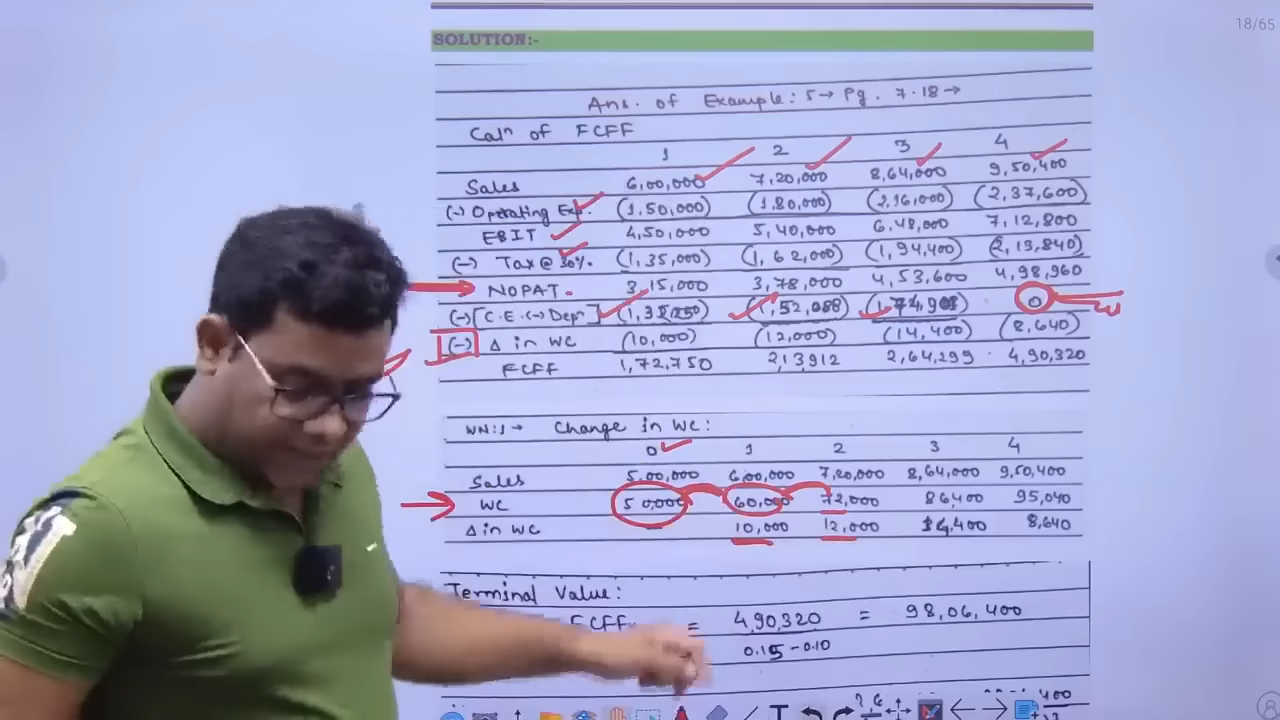 18/65
SOLUTION:-
Ans. of Example: 5→ Pg. 7.18→
Calⁿ of FCFF
1 2 3 4
Sales 6,00,000 7,20,000 8,64,000 9,50,400
(-) Operating Exp. (1,50,000) (1,80,000) (2,16,000) (2,37,600)
EBIT 4,50,000 5,40,000 6,48,000 7,12,800
(-) Tax @ 30%. (1,35,000) (1,62,000) (1,94,400) (2,13,840)
NOPAT. 3,15,000 3,78,000 4,53,600 4,98,960
(-)[C.E. (-) Depⁿ] (1,32,250) (1,52,088) (1,74,901) 0
(-) Δ in WC (10,000) (12,000) (14,400) (8,640)
FCFF 1,72,750 2,13,912 2,64,299 4,90,320
WN:1→ Change in WC:
0 1 2 3 4
Sales 5,00,000 6,00,000 7,20,000 8,64,000 9,50,400
WC 50,000 60,000 72,000 86,400 95,040
Δ in WC 10,000 12,000 14,400 8,640
Terminal Value:
FCFF = 4,90,320 = 98,06,400
0.15 - 0.10